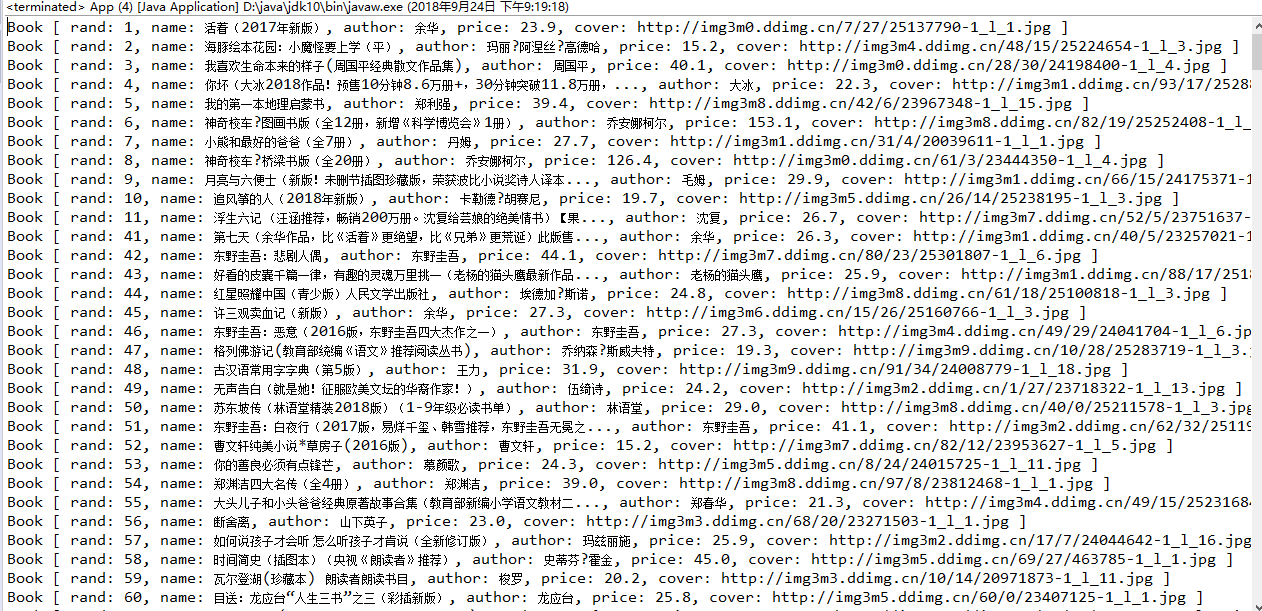 <terminated> App (4) [Java Application] D:\java\jdk10\bin\javaw.exe (2018年9月24日 下午9:19:18)
Book [ rand: 1, name: 活着（2017年新版）, author: 余华, price: 23.9, cover: http://img3m0.ddimg.cn/7/27/25137790-1_l_1.jpg ]
Book [ rand: 2, name: 海豚绘本花园：小魔怪要上学（平）, author: 玛丽?阿涅丝?高德哈, price: 15.2, cover: http://img3m4.ddimg.cn/48/15/25224654-1_l_3.jpg ]
Book [ rand: 3, name: 我喜欢生命本来的样子(周国平经典散文作品集), author: 周国平, price: 40.1, cover: http://img3m0.ddimg.cn/28/30/24198400-1_l_4.jpg ]
Book [ rand: 4, name: 你坏（大冰2018作品！预售10分钟8.6万册+，30分钟突破11.8万册，..., author: 大冰, price: 22.3, cover: http://img3m1.ddimg.cn/93/17/25288
Book [ rand: 5, name: 我的第一本地理启蒙书, author: 郑利强, price: 39.4, cover: http://img3m8.ddimg.cn/42/6/23967348-1_l_15.jpg ]
Book [ rand: 6, name: 神奇校车?图画书版（全12册，新增《科学博览会》1册）, author: 乔安娜柯尔, price: 153.1, cover: http://img3m8.ddimg.cn/82/19/25252408-1_l_
Book [ rand: 7, name: 小熊和最好的爸爸（全7册）, author: 丹姆, price: 27.7, cover: http://img3m1.ddimg.cn/31/4/20039611-1_l_1.jpg ]
Book [ rand: 8, name: 神奇校车?桥梁书版（全20册）, author: 乔安娜柯尔, price: 126.4, cover: http://img3m0.ddimg.cn/61/3/23444350-1_l_4.jpg ]
Book [ rand: 9, name: 月亮与六便士（新版！未删节插图珍藏版，荣获波比小说奖诗人译本..., author: 毛姆, price: 29.9, cover: http://img3m1.ddimg.cn/66/15/24175371-1
Book [ rand: 10, name: 追风筝的人（2018年新版）, author: 卡勒德?胡赛尼, price: 19.7, cover: http://img3m5.ddimg.cn/26/14/25238195-1_l_3.jpg ]
Book [ rand: 11, name: 浮生六记（汪涵推荐，畅销200万册。沈复给芸娘的绝美情书）【果..., author: 沈复, price: 26.7, cover: http://img3m7.ddimg.cn/52/5/23751637-
Book [ rand: 41, name: 第七天（余华作品，比《活着》更绝望，比《兄弟》更荒诞）此版售..., author: 余华, price: 26.3, cover: http://img3m1.ddimg.cn/40/5/23257021-1
Book [ rand: 42, name: 东野圭吾：悲剧人偶, author: 东野圭吾, price: 44.1, cover: http://img3m7.ddimg.cn/80/23/25301807-1_l_6.jpg ]
Book [ rand: 43, name: 好看的皮囊千篇一律，有趣的灵魂万里挑一（老杨的猫头鹰最新作品..., author: 老杨的猫头鹰, price: 25.9, cover: http://img3m1.ddimg.cn/88/17/2518
Book [ rand: 44, name: 红星照耀中国（青少版）人民文学出版社, author: 埃德加?斯诺, price: 24.8, cover: http://img3m8.ddimg.cn/61/18/25100818-1_l_3.jpg ]
Book [ rand: 45, name: 许三观卖血记（新版）, author: 余华, price: 27.3, cover: http://img3m6.ddimg.cn/15/26/25160766-1_l_3.jpg ]
Book [ rand: 46, name: 东野圭吾：恶意（2016版，东野圭吾四大杰作之一）, author: 东野圭吾, price: 27.3, cover: http://img3m4.ddimg.cn/49/29/24041704-1_l_6.jp
Book [ rand: 47, name: 格列佛游记(教育部统编《语文》推荐阅读丛书), author: 乔纳森?斯威夫特, price: 19.3, cover: http://img3m9.ddimg.cn/10/28/25283719-1_l_3.
Book [ rand: 48, name: 古汉语常用字字典（第5版）, author: 王力, price: 31.9, cover: http://img3m9.ddimg.cn/91/34/24008779-1_l_18.jpg ]
Book [ rand: 49, name: 无声告白（就是她！征服欧美文坛的华裔作家！）, author: 伍绮诗, price: 24.2, cover: http://img3m2.ddimg.cn/1/27/23718322-1_l_13.jpg ]
Book [ rand: 50, name: 苏东坡传（林语堂精装2018版）（1-9年级必读书单）, author: 林语堂, price: 29.0, cover: http://img3m8.ddimg.cn/40/0/25211578-1_l_3.jpg
Book [ rand: 51, name: 东野圭吾：白夜行（2017版，易烊千玺、韩雪推荐，东野圭吾无冕之..., author: 东野圭吾, price: 41.1, cover: http://img3m2.ddimg.cn/62/32/25119
Book [ rand: 52, name: 曹文轩纯美小说*草房子(2016版), author: 曹文轩, price: 15.2, cover: http://img3m7.ddimg.cn/82/12/23953627-1_l_5.jpg ]
Book [ rand: 53, name: 你的善良必须有点锋芒, author: 慕颜歌, price: 24.3, cover: http://img3m5.ddimg.cn/8/24/24015725-1_l_11.jpg ]
Book [ rand: 54, name: 郑渊洁四大名传（全4册）, author: 郑渊洁, price: 39.0, cover: http://img3m8.ddimg.cn/97/8/23812468-1_l_1.jpg ]
Book [ rand: 55, name: 大头儿子和小头爸爸经典原著故事合集（教育部新编小学语文教材二..., author: 郑春华, price: 21.3, cover: http://img3m4.ddimg.cn/49/15/2523168
Book [ rand: 56, name: 断舍离, author: 山下英子, price: 23.0, cover: http://img3m3.ddimg.cn/68/20/23271503-1_l_1.jpg ]
Book [ rand: 57, name: 如何说孩子才会听 怎么听孩子才肯说（全新修订版）, author: 玛兹丽施, price: 25.9, cover: http://img3m2.ddimg.cn/17/7/24044642-1_l_16.jpg
Book [ rand: 58, name: 时间简史（插图本）（央视《朗读者》推荐）, author: 史蒂芬?霍金, price: 45.0, cover: http://img3m5.ddimg.cn/69/27/463785-1_l_1.jpg ]
Book [ rand: 59, name: 瓦尔登湖(珍藏本) 朗读者朗读书目, author: 梭罗, price: 20.2, cover: http://img3m3.ddimg.cn/10/14/20971873-1_l_11.jpg ]
Book [ rand: 60, name: 目送：龙应台“人生三书”之三（彩插新版）, author: 龙应台, price: 25.8, cover: http://img3m5.ddimg.cn/60/0/23407125-1_l_1.jpg ]